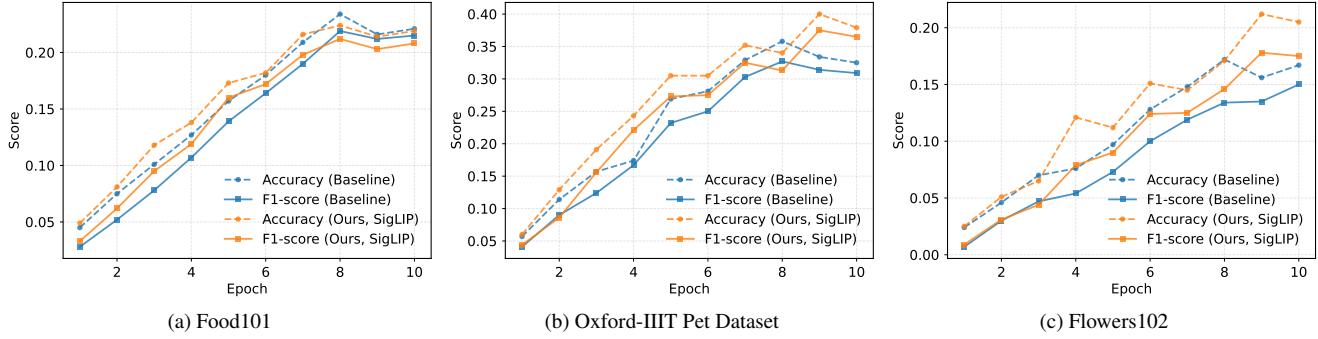 Score
0.20
0.15
0.10
0.05
2
4
6
8
10
Epoch
Accuracy (Baseline)
F1-score (Baseline)
Accuracy (Ours, SigLIP)
F1-score (Ours, SigLIP)
(a) Food101
Score
0.40
0.35
0.30
0.25
0.20
0.15
0.10
0.05
2
4
6
8
10
Epoch
Accuracy (Baseline)
F1-score (Baseline)
Accuracy (Ours, SigLIP)
F1-score (Ours, SigLIP)
(b) Oxford-IIIT Pet Dataset
Score
0.20
0.15
0.10
0.05
0.00
2
4
6
8
10
Epoch
Accuracy (Baseline)
F1-score (Baseline)
Accuracy (Ours, SigLIP)
F1-score (Ours, SigLIP)
(c) Flowers102